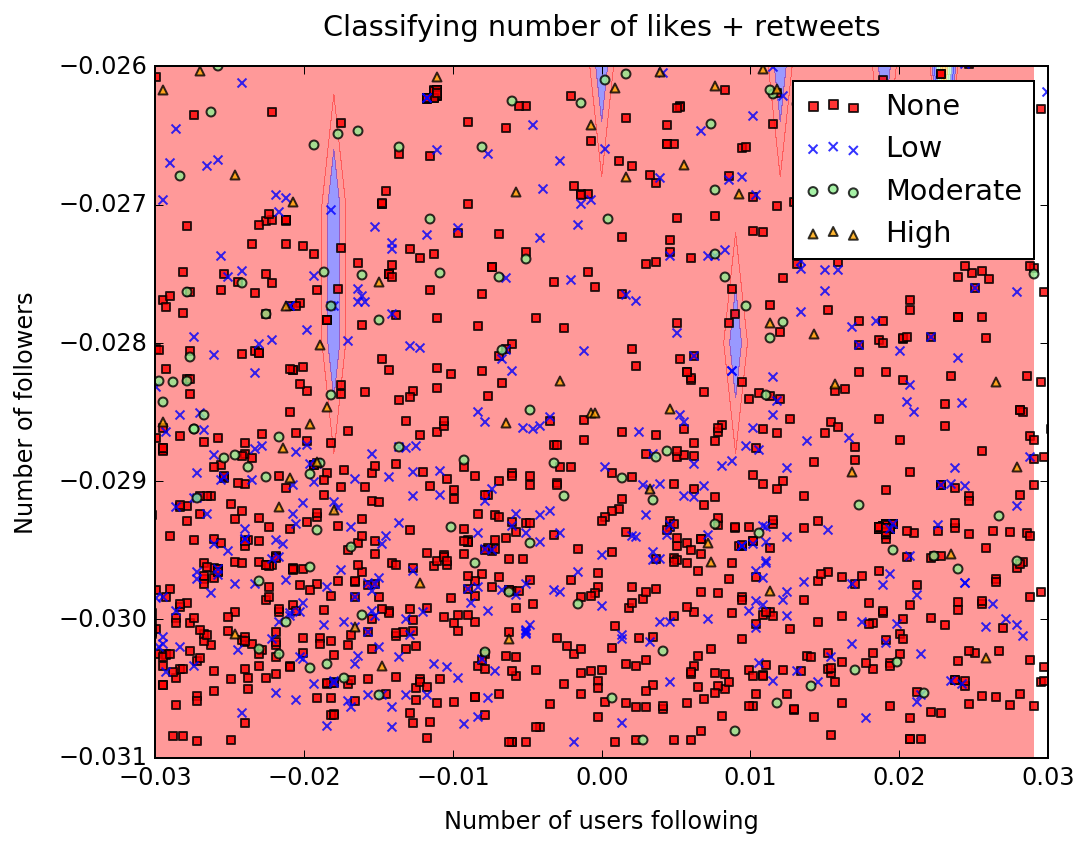 Classifying number of likes + retweets
−0.026
−0.027
−0.028
−0.029
−0.030
−0.031
Number of followers
None
Low
Moderate
High
−0.03
−0.02
−0.01
0.00
0.01
0.02
0.03
Number of users following